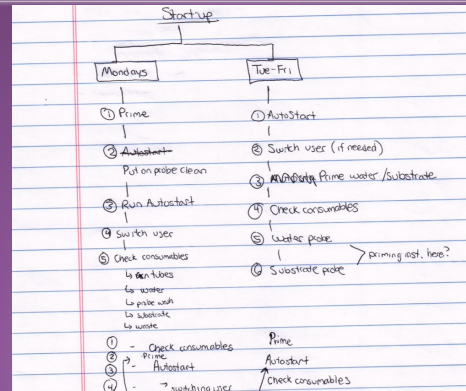 Startup
Mondays
① Prime
② Autostart
Put on probe clean
③ Run Autostart
④ Switch user
⑤ Check consumables
↳ rxn tubes
↳ water
↳ probe wash
↳ substrate
↳ waste
Tue-Fri
① AutoStart
② Switch user (if needed)
③ Prime water/substrate
④ Check consumables
⑤ Water probe
⑥ Substrate probe
priming inst. here?
① - Check consumables
② Prime
③ - Autostart
④ - switching user
Prime
Autostart
Check consumables